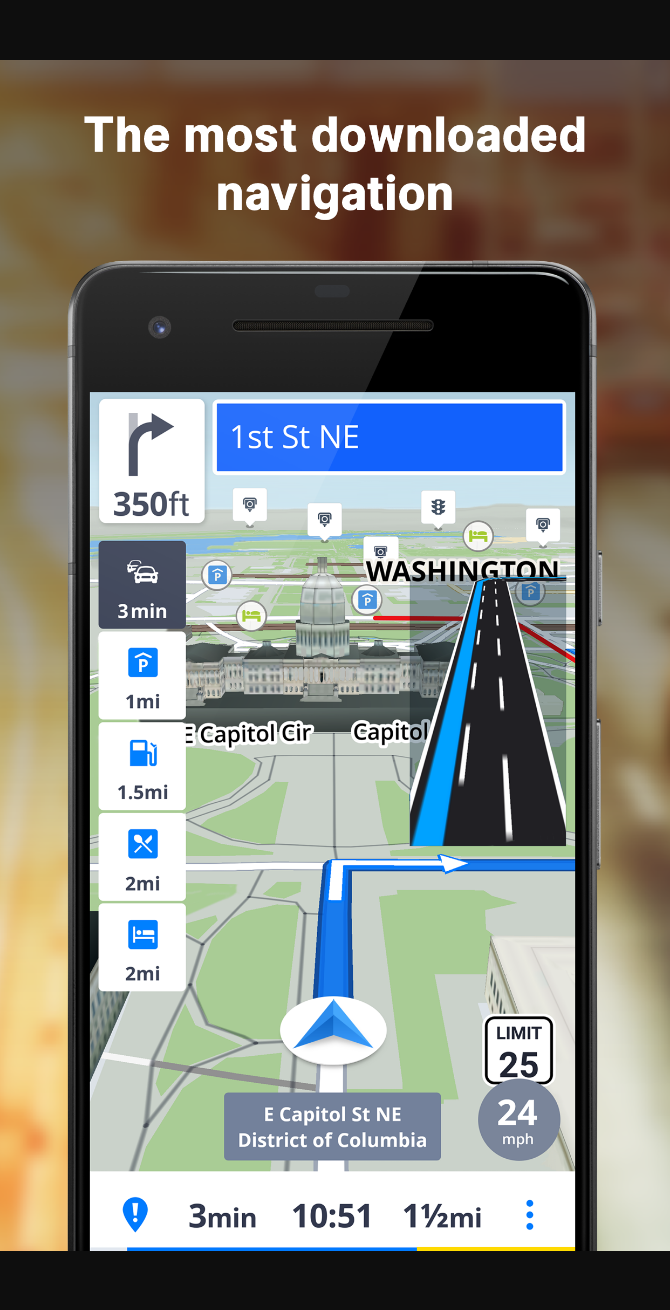 The most downloaded
navigation
1st St NE
350ft
WASHINGTON
3min
P
P
P
P
1mi
E Capitol Cir
Capitol
1.5mi
2mi
2mi
LIMIT
25
24
mph
E Capitol St NE
District of Columbia
3min 10:51 1½mi